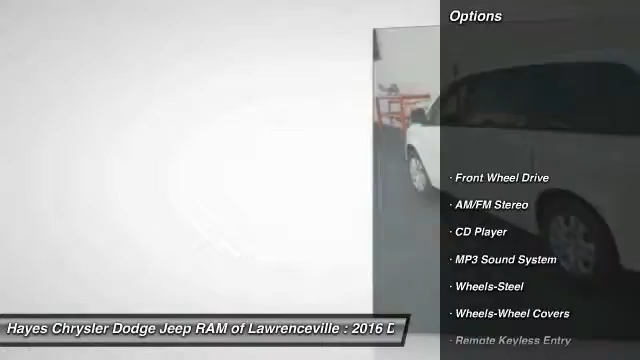 Options
· Front Wheel Drive
· AM/FM Stereo
· CD Player
· MP3 Sound System
· Wheels-Steel
· Wheels-Wheel Covers
· Remote Keyless Entry
Hayes Chrysler Dodge Jeep RAM of Lawrenceville : 2016 D